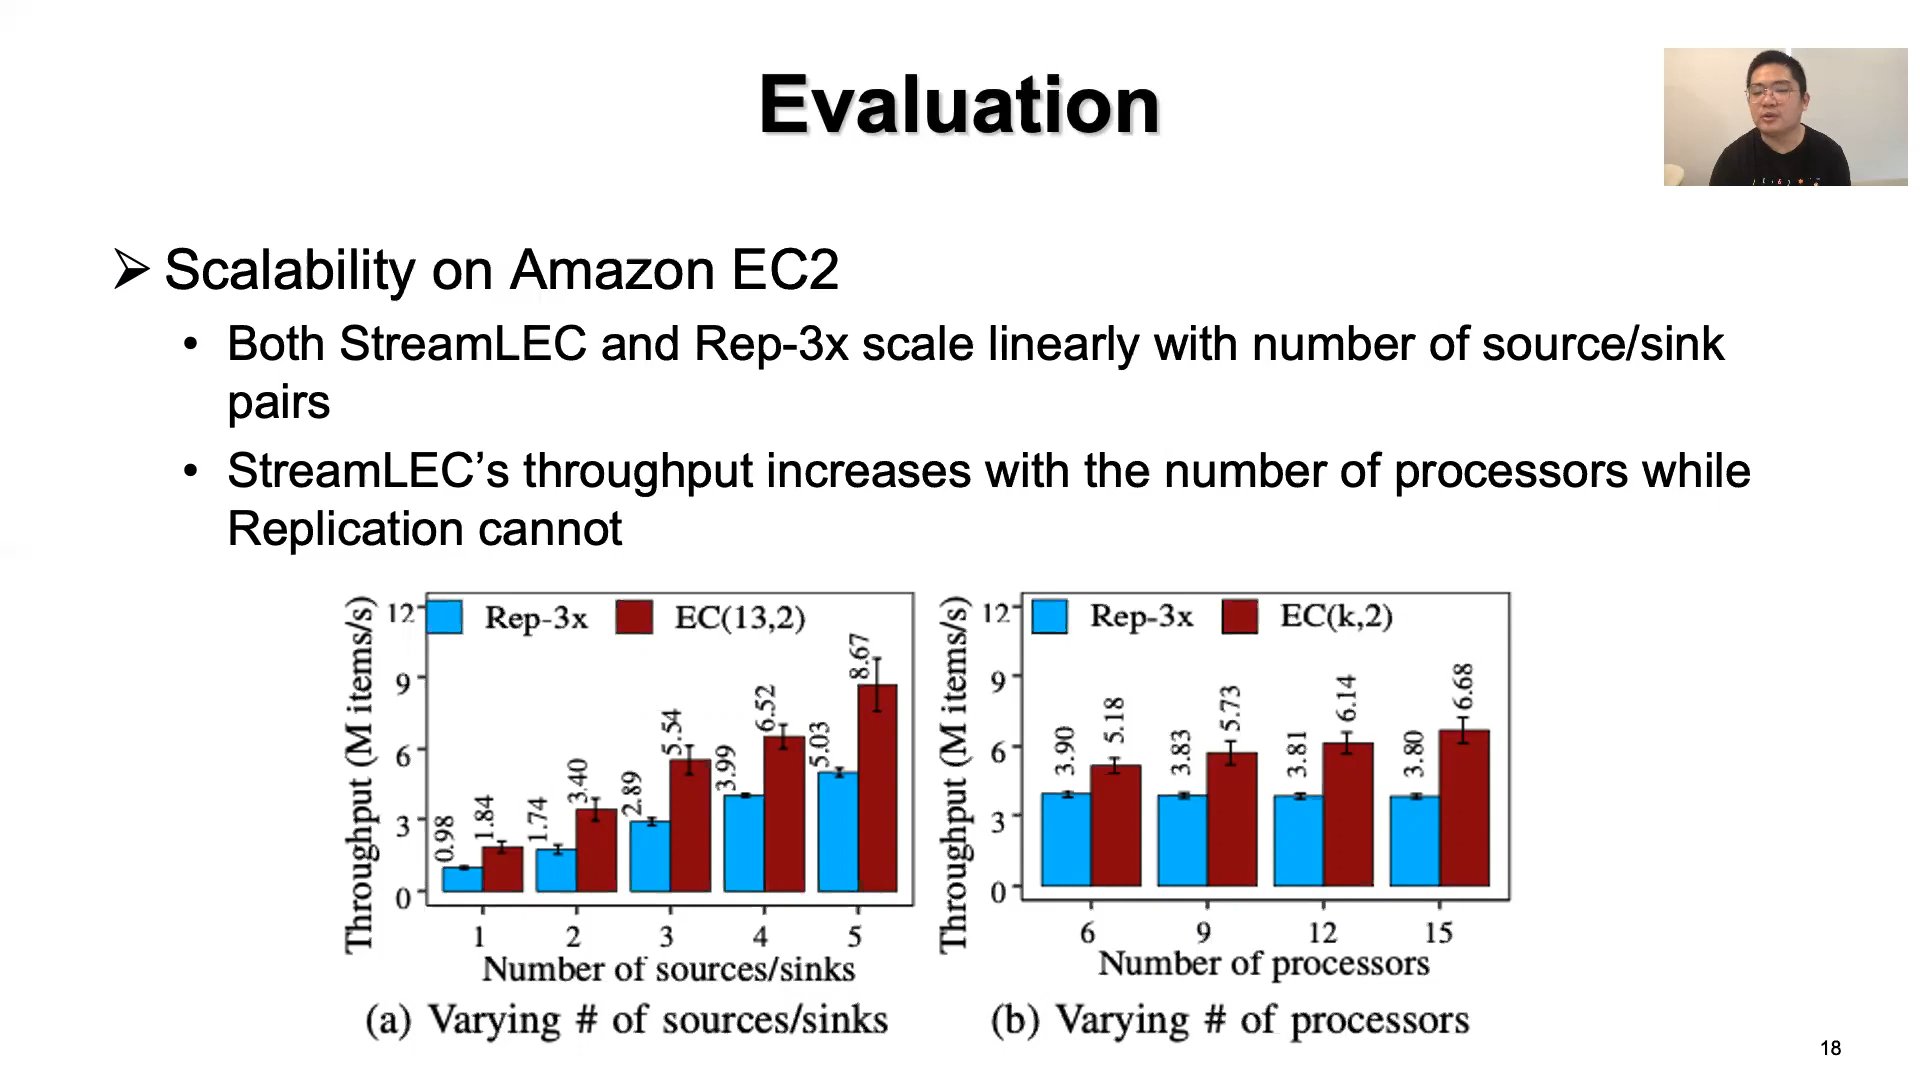 Evaluation
➢ Scalability on Amazon EC2
• Both StreamLEC and Rep-3x scale linearly with number of source/sink
pairs
• StreamLEC’s throughput increases with the number of processors while
Replication cannot
Throughput (M items/s)
12
9
6
3
0
Rep-3x
EC(13,2)
0.98
1.84
1.74
3.40
2.89
5.54
3.99
6.52
5.03
8.67
1 2 3 4 5
Number of sources/sinks
(a) Varying # of sources/sinks
Throughput (M items/s)
12
9
6
3
0
Rep-3x
EC(k,2)
3.90
5.18
3.83
5.73
3.81
6.14
3.80
6.68
6 9 12 15
Number of processors
(b) Varying # of processors
18